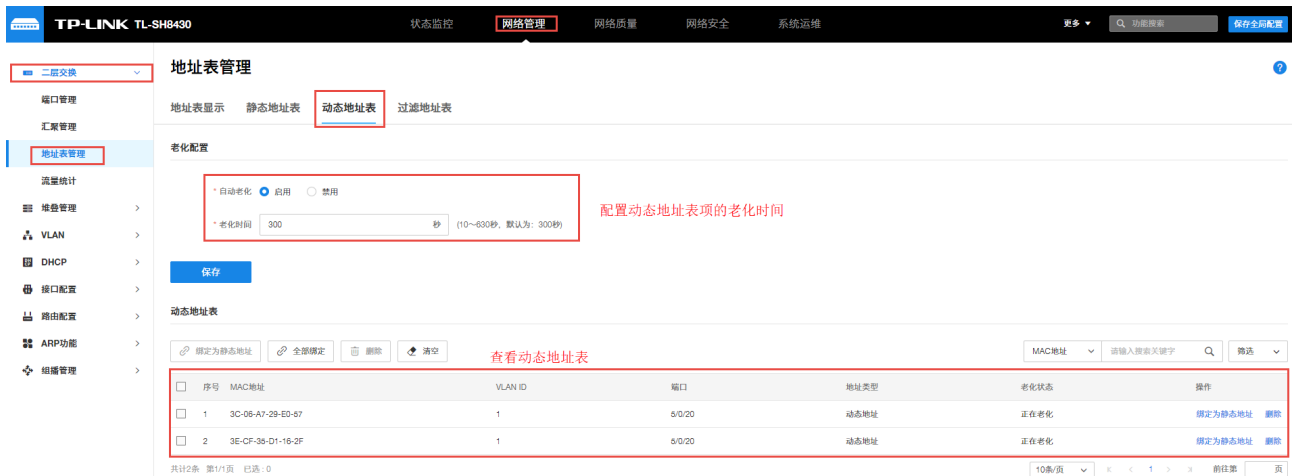 TP-LINK TL-SH8430 状态监控 网络管理 网络质量 网络安全 系统运维 更多 功能搜索 保存全局配置
二层交换
端口管理
汇聚管理
地址表管理
流量统计
堆叠管理
VLAN
DHCP
接口配置
路由配置
ARP功能
组播管理
地址表管理
地址表显示 静态地址表 动态地址表 过滤地址表
老化配置
* 自动老化 启用 禁用
* 老化时间 300 秒 (10～630秒，默认为：300秒)
配置动态地址表项的老化时间
保存
动态地址表
绑定为静态地址 全部绑定 删除 清空 查看动态地址表 MAC地址 请输入搜索关键字 筛选
序号 MAC地址 VLAN ID 端口 地址类型 老化状态 操作
1 3C-06-A7-29-E0-57 1 5/0/20 动态地址 正在老化 绑定为静态地址 删除
2 3E-CF-35-D1-16-2F 1 5/0/20 动态地址 正在老化 绑定为静态地址 删除
共计2条 第1/1页 已选：0 10条/页 1 前往第 页